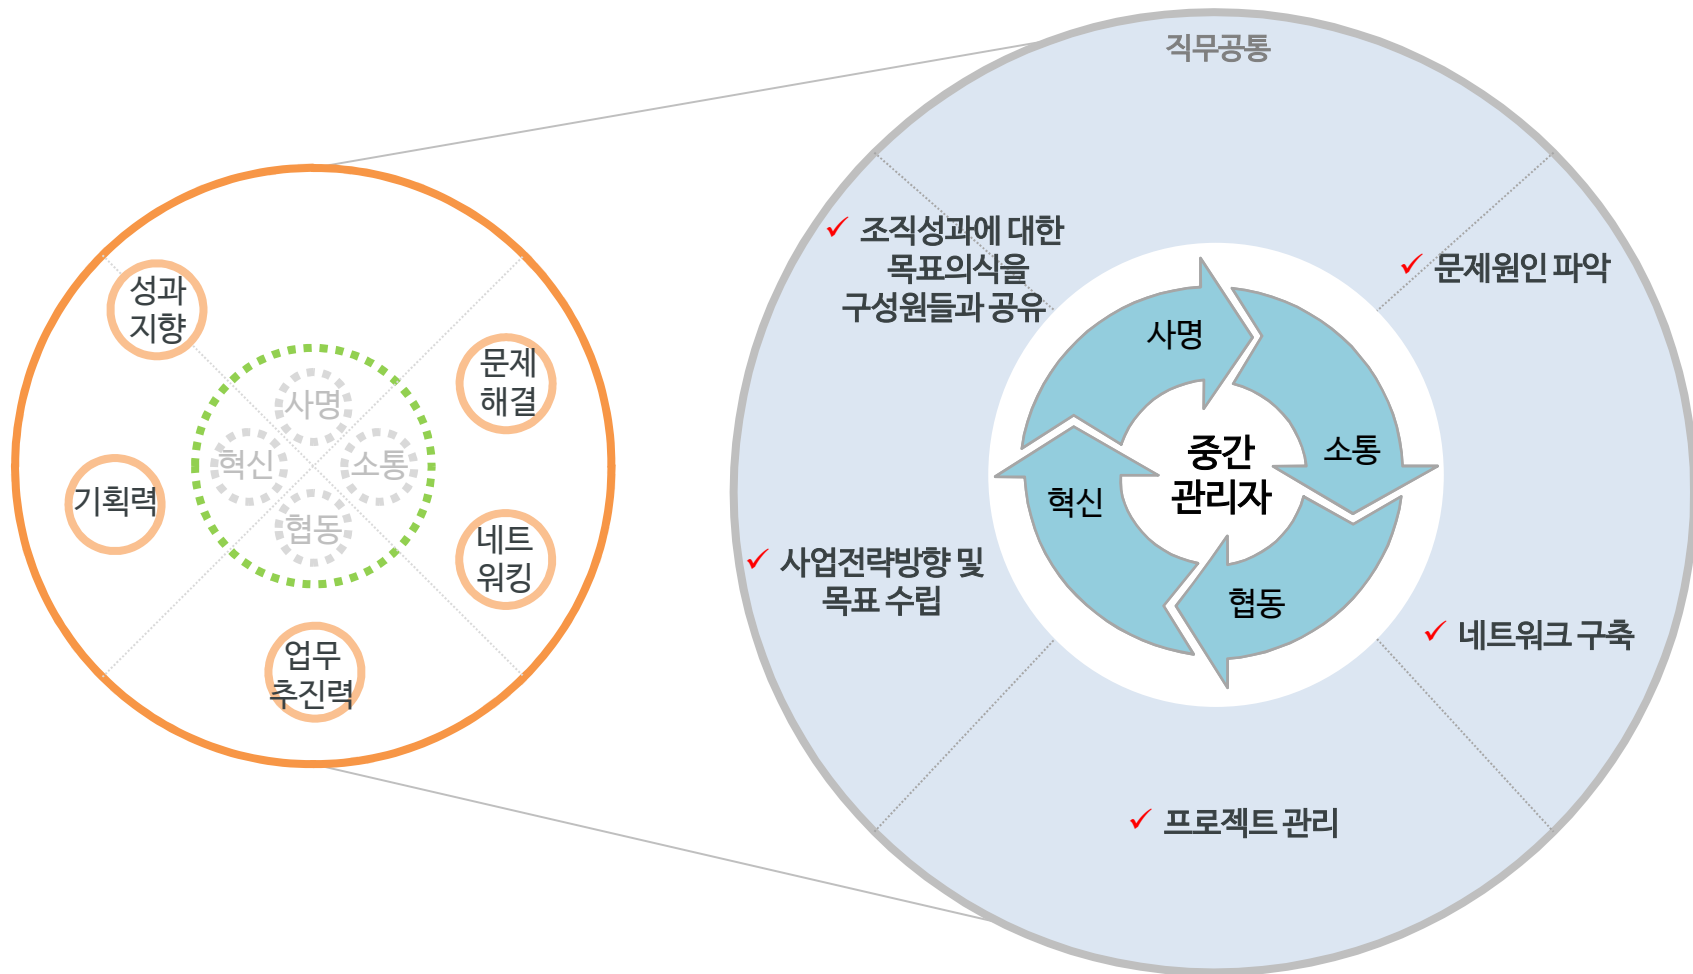 성과
지향
문제
해결
사명
혁신
소통
협동
기획력
네트
워킹
업무
추진력
직무공통
✓ 조직성과에 대한
목표의식을
구성원들과 공유
✓ 문제원인 파악
사명
소통
중간
관리자
혁신
협동
✓ 사업전략방향 및
목표 수립
✓ 네트워크 구축
✓ 프로젝트 관리